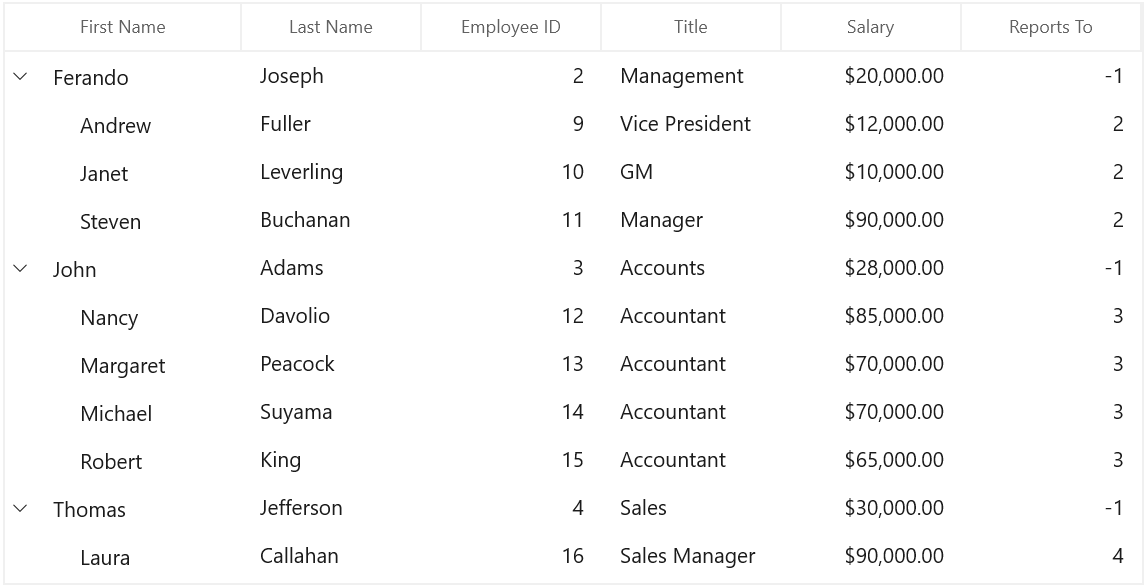 First Name Last Name Employee ID Title Salary Reports To
Ferando Joseph 2 Management $20,000.00 -1
Andrew Fuller 9 Vice President $12,000.00 2
Janet Leverling 10 GM $10,000.00 2
Steven Buchanan 11 Manager $90,000.00 2
John Adams 3 Accounts $28,000.00 -1
Nancy Davolio 12 Accountant $85,000.00 3
Margaret Peacock 13 Accountant $70,000.00 3
Michael Suyama 14 Accountant $70,000.00 3
Robert King 15 Accountant $65,000.00 3
Thomas Jefferson 4 Sales $30,000.00 -1
Laura Callahan 16 Sales Manager $90,000.00 4